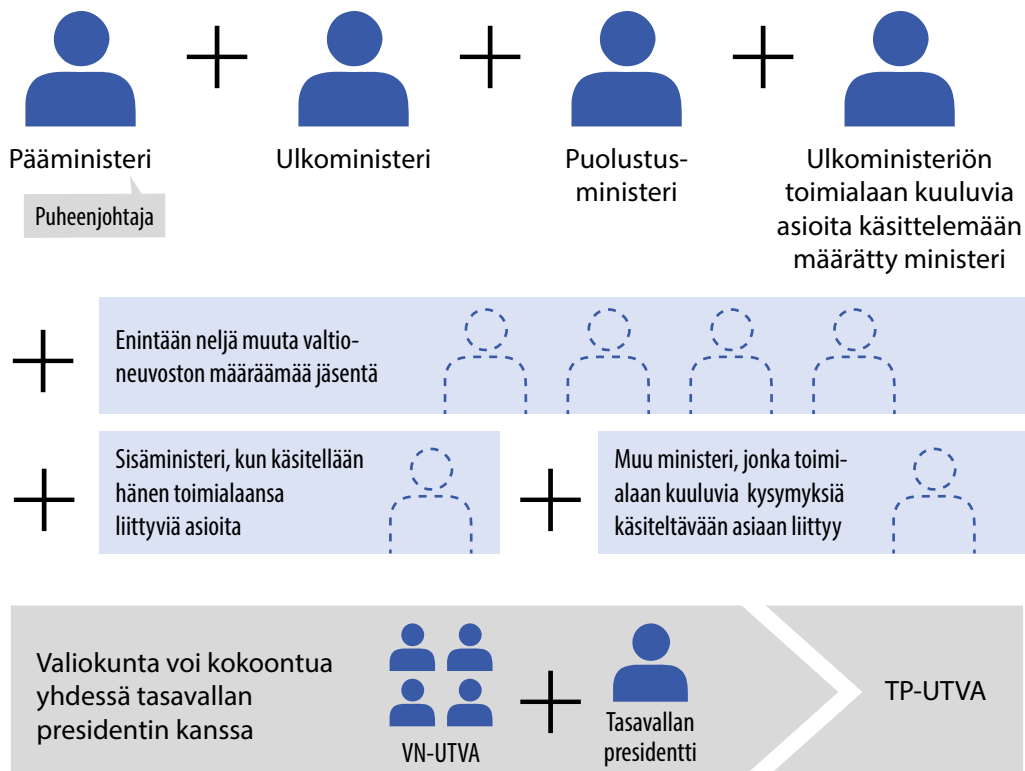 Pääministeri
Puheenjohtaja
Ulkoministeri
Puolustus-
ministeri
Ulkoministeriön
toimialaan kuuluvia
asioita käsittelemään
määrätty ministeri
Enintään neljä muuta valtio-
neuvoston määräämää jäsentä
Sisäministeri, kun käsitellään
hänen toimialaansa
liittyviä asioita
Muu ministeri, jonka toimi-
alaan kuuluvia kysymyksiä
käsiteltävään asiaan liittyy
Valiokunta voi kokoontua
yhdessä tasavallan
presidentin kanssa
VN-UTVA
Tasavallan
presidentti
TP-UTVA